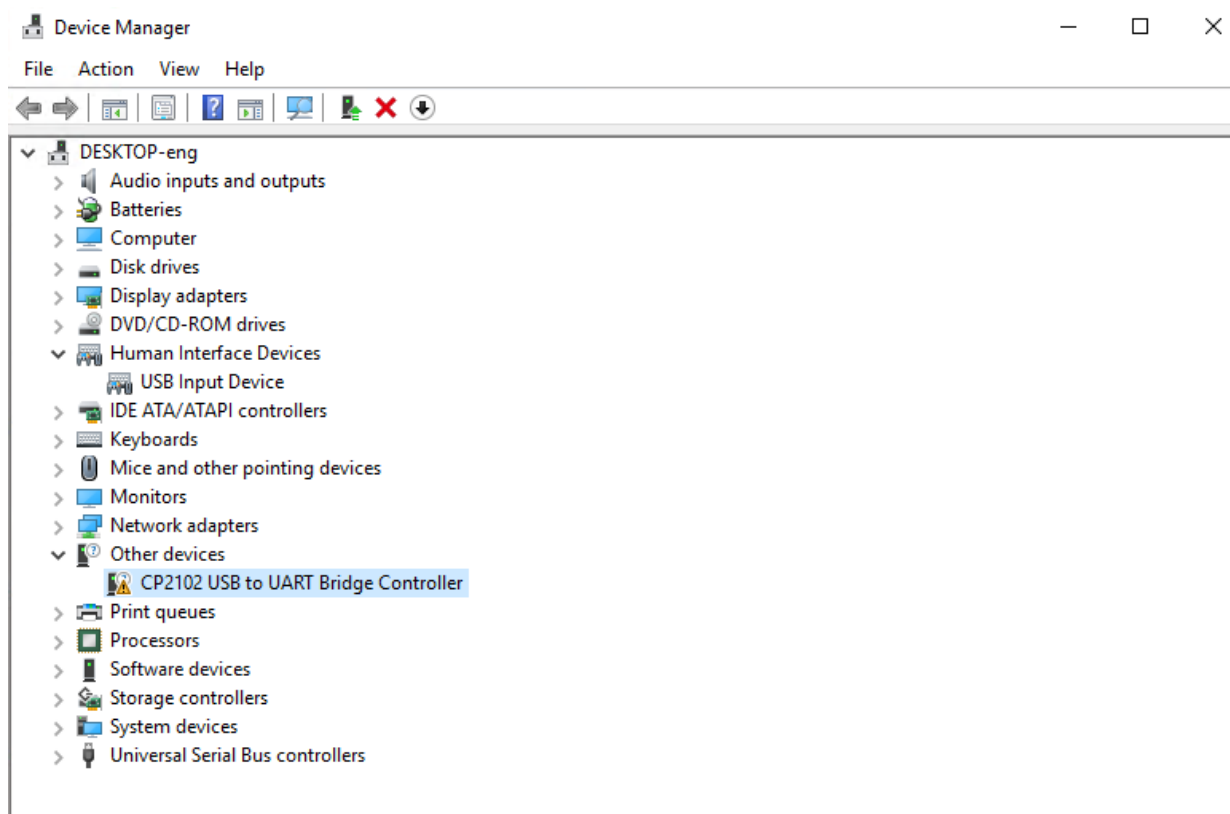 Device Manager
File Action View Help
DESKTOP-eng
Audio inputs and outputs
Batteries
Computer
Disk drives
Display adapters
DVD/CD-ROM drives
Human Interface Devices
USB Input Device
IDE ATA/ATAPI controllers
Keyboards
Mice and other pointing devices
Monitors
Network adapters
Other devices
CP2102 USB to UART Bridge Controller
Print queues
Processors
Software devices
Storage controllers
System devices
Universal Serial Bus controllers